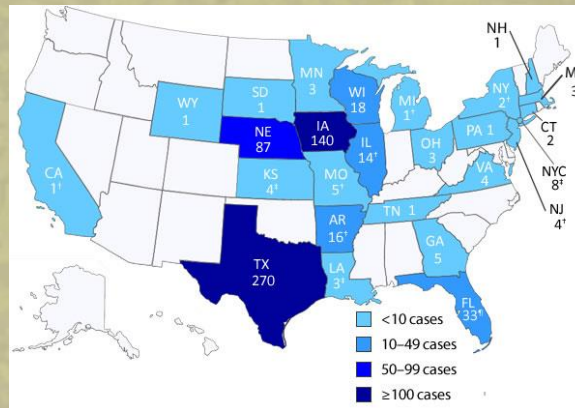 NH
1
M
3
MN
3
WI
18
MI
1†
NY
2†
SD
1
WY
1
NE
87
IA
140
IL
14†
OH
3
PA 1
CT
2
NYC
8‡
NJ
4†
CA
1†
KS
4‡
MO
5†
VA
4
TN 1
AR
16†
GA
5
TX
270
LA
3‡
FL
33¶
<10 cases
10–49 cases
50–99 cases
≥100 cases